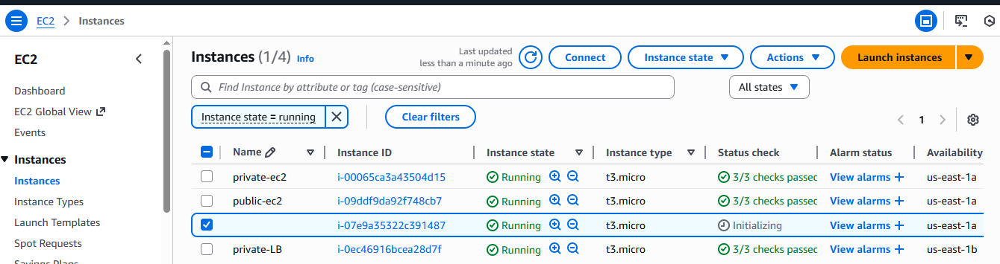 EC2 > Instances
EC2
Dashboard
EC2 Global View
Events
Instances
Instances
Instance Types
Launch Templates
Spot Requests
Savings Plans
Instances (1/4) Info
Last updated
less than a minute ago
Connect
Instance state
Actions
Launch instances
Find Instance by attribute or tag (case-sensitive)
All states
Instance state = running
Clear filters
1
Name Instance ID Instance state Instance type Status check Alarm status Availability
private-ec2 i-00065ca3a43504d15 Running t3.micro 3/3 checks passec View alarms + us-east-1a
public-ec2 i-09ddf9da92f748cb7 Running t3.micro 3/3 checks passec View alarms + us-east-1a
i-07e9a35322c391487 Running t3.micro Initializing View alarms + us-east-1a
private-LB i-0ec46916bcea28d7f Running t3.micro 3/3 checks passec View alarms + us-east-1b